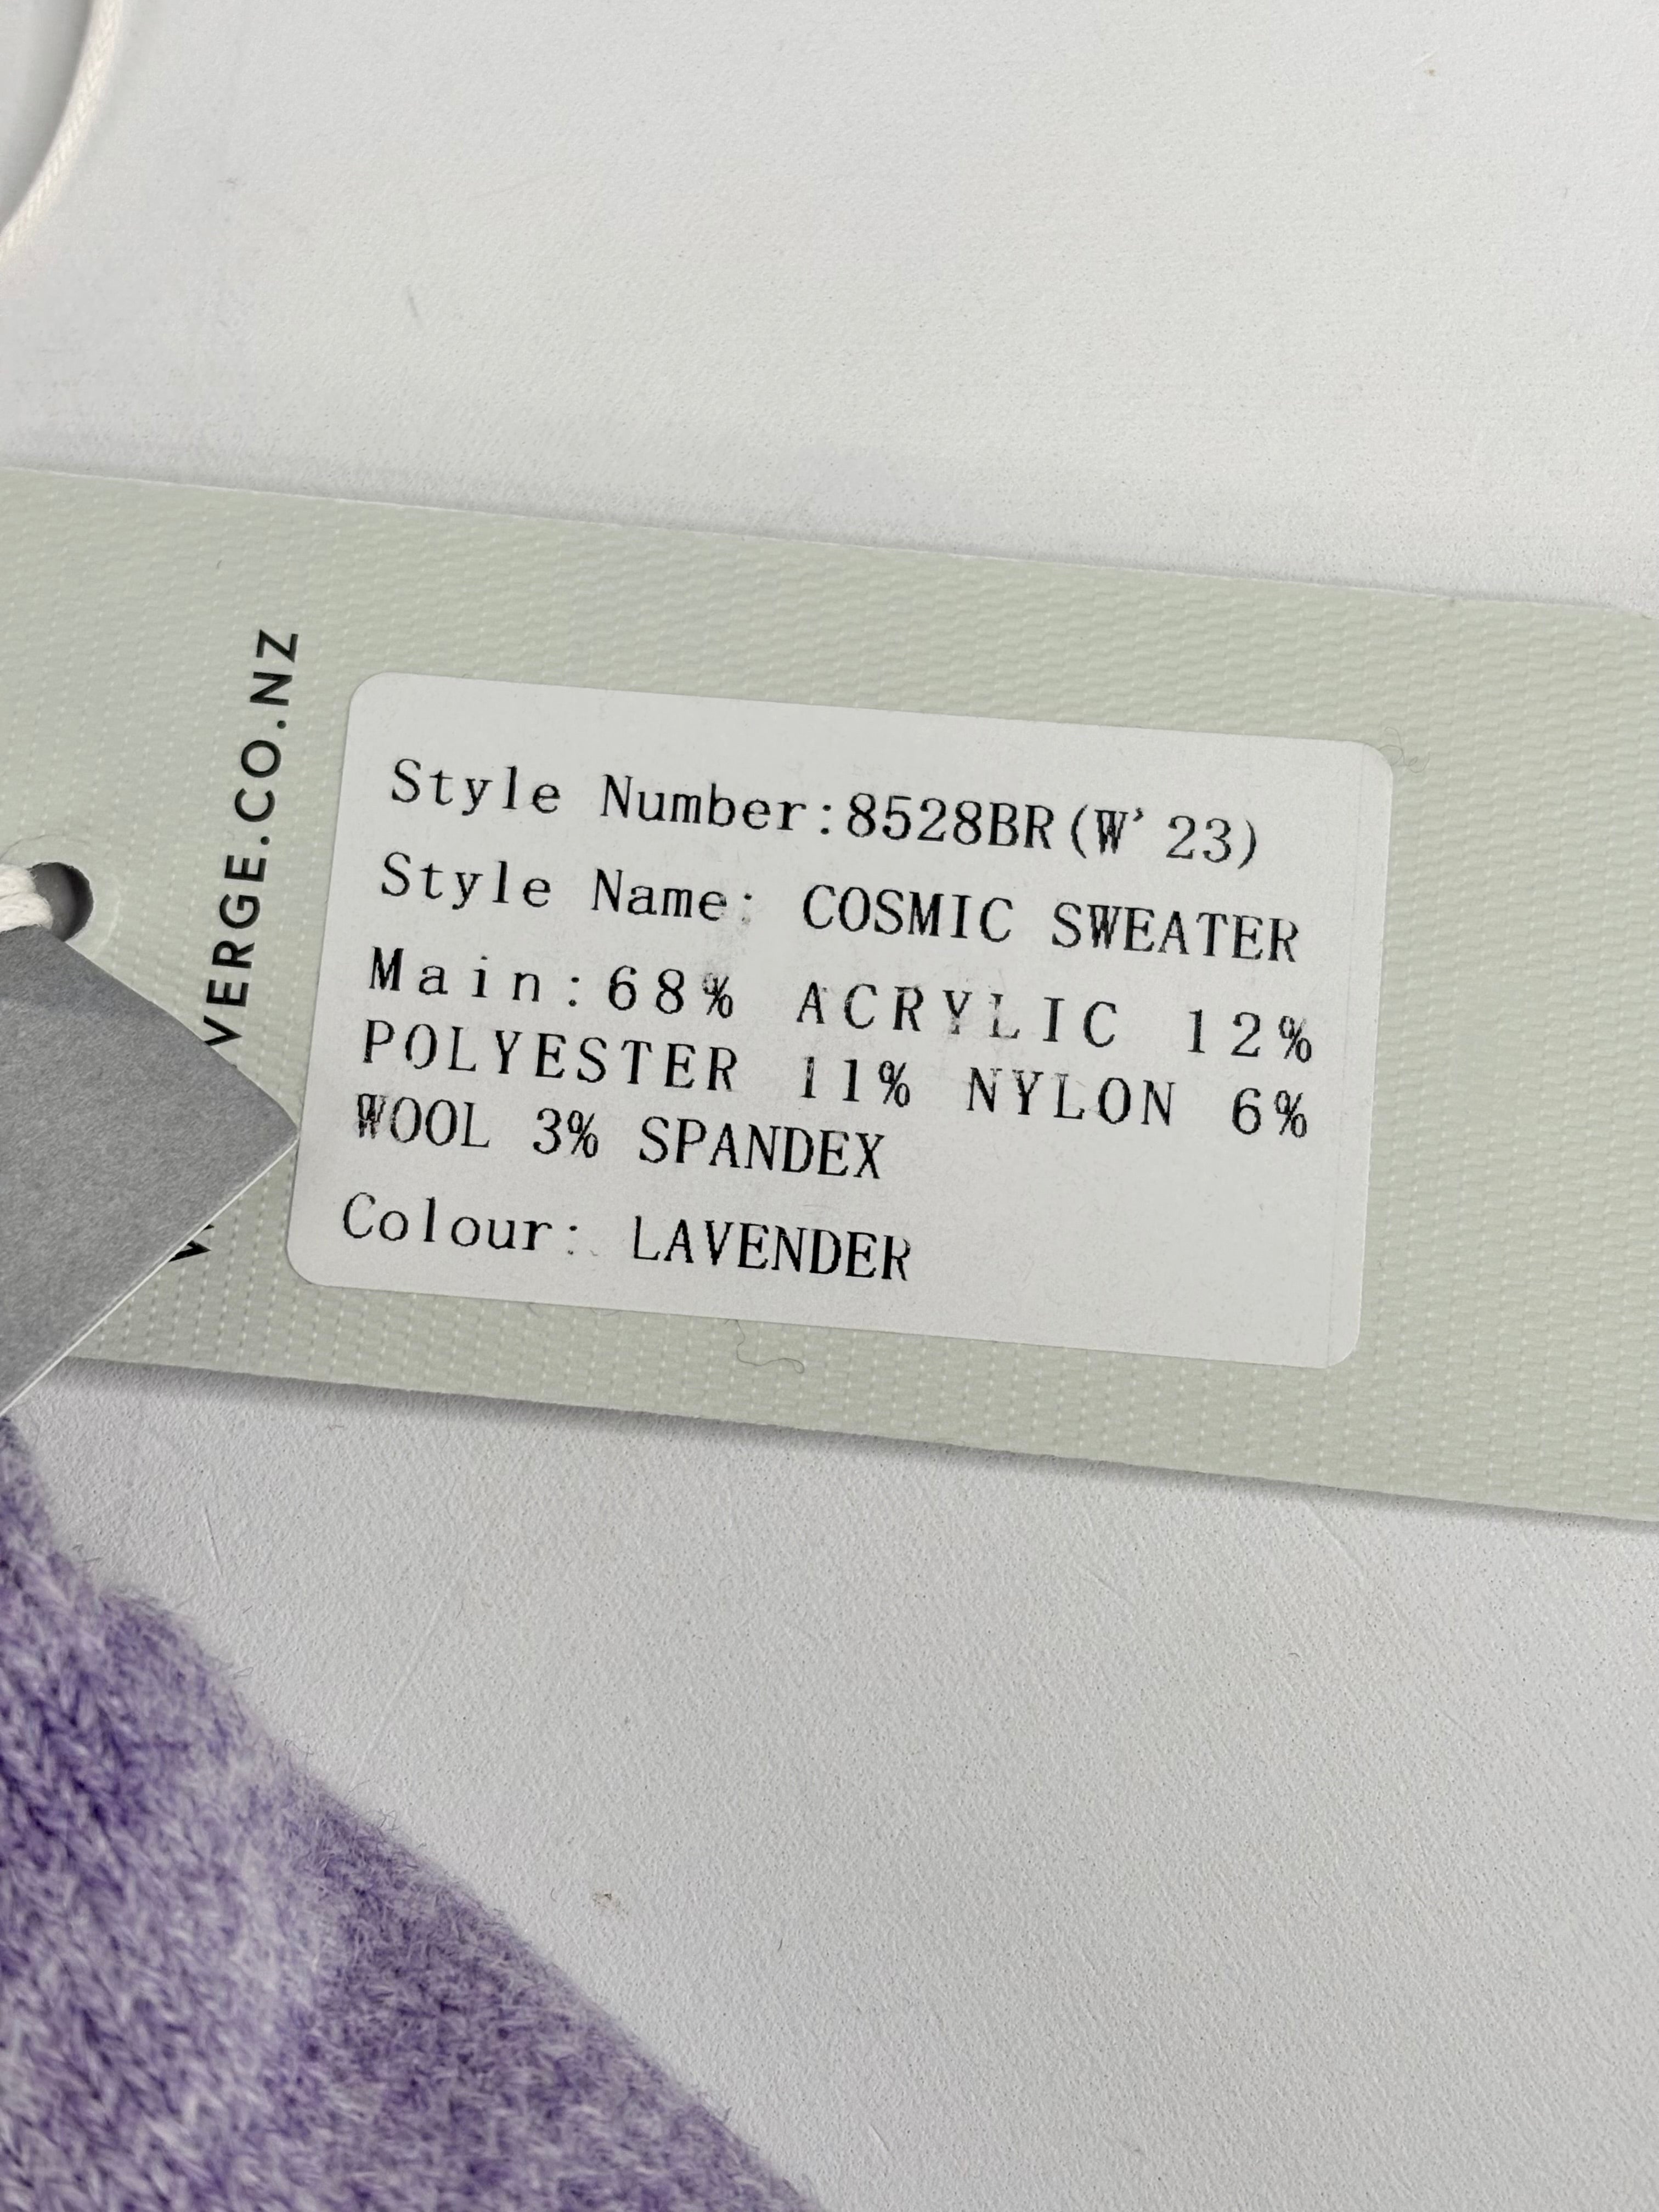 VERGE.CO.NZ
Style Number:8528BR(W'23)
Style Name: COSMIC SWEATER
Main:68% ACRYLIC 12%
POLYESTER 11% NYLON 6%
WOOL 3% SPANDEX
Colour: LAVENDER